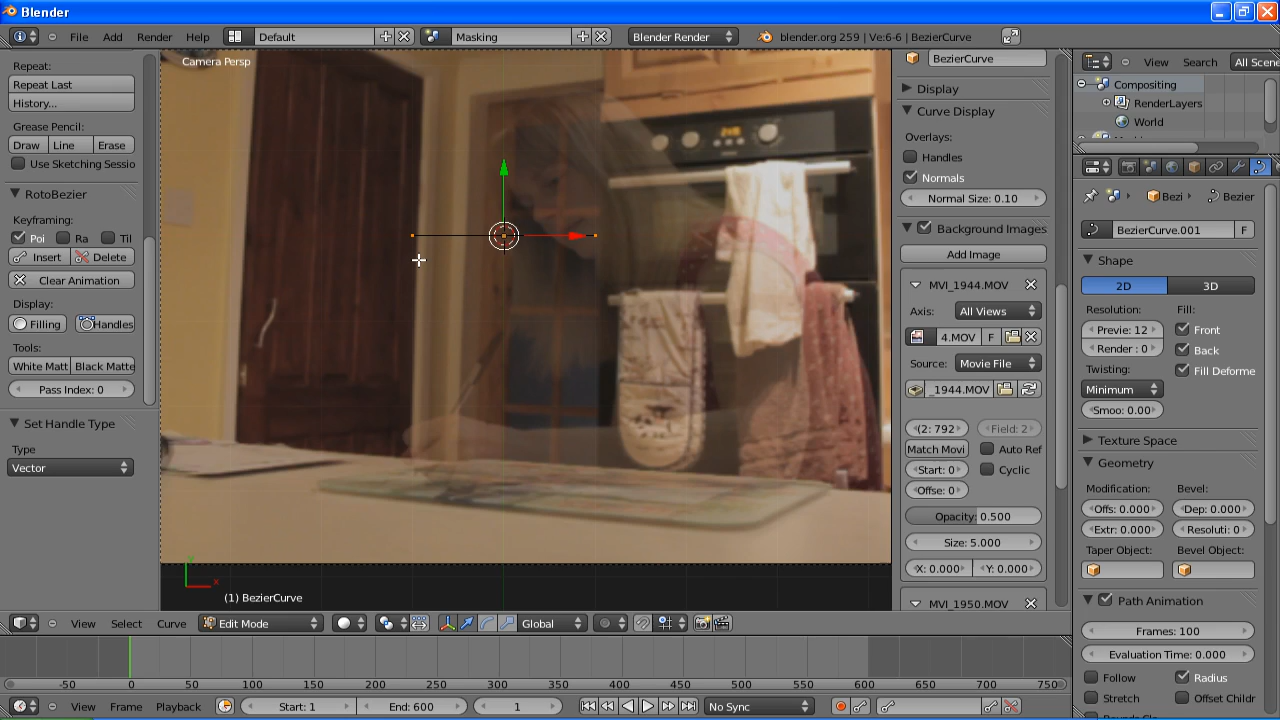 Blender
File Add Render Help Default Masking Blender Render blender.org 259 | Ve:6-6 | BezierCurve
Repeat:
Repeat Last
History...
Grease Pencil:
Draw Line Erase
Use Sketching Sessio
RotoBezier
Keyframing:
Poi Ra Til
Insert Delete
Clear Animation
Display:
Filling Handles
Tools:
White Matt Black Matte
Pass Index: 0
Set Handle Type
Type
Vector
Camera Persp
(1) BezierCurve
BezierCurve
Display
Curve Display
Overlays:
Handles
Normals
Normal Size: 0.10
Background Images
Add Image
MVI_1944.MOV
Axis: All Views
4.MOV F
Source: Movie File
_1944.MOV
(2: 792 Field: 2
Match Movi Auto Ref
Start: 0 Cyclic
Offse: 0
Opacity: 0.500
Size: 5.000
X: 0.000 Y: 0.000
MVI_1950.MOV
View Search All Scene
Compositing
RenderLayers
World
Bezi Bezier
BezierCurve.001 F
Shape
2D 3D
Resolution: Fill:
Previe: 12 Front
Render: 0 Back
Twisting: Fill Deforme
Minimum
Smoo: 0.00
Texture Space
Geometry
Modification: Bevel:
Offs: 0.000 Dep: 0.000
Extr: 0.000 Resoluti: 0
Taper Object: Bevel Object:
Path Animation
Frames: 100
Evaluation Time: 0.000
Follow Radius
Stretch Offset Childr
View Select Curve Edit Mode Global
-50 0 50 100 150 200 250 300 350 400 450 500 550 600 650 700 750
View Frame Playback Start: 1 End: 600 1 No Sync